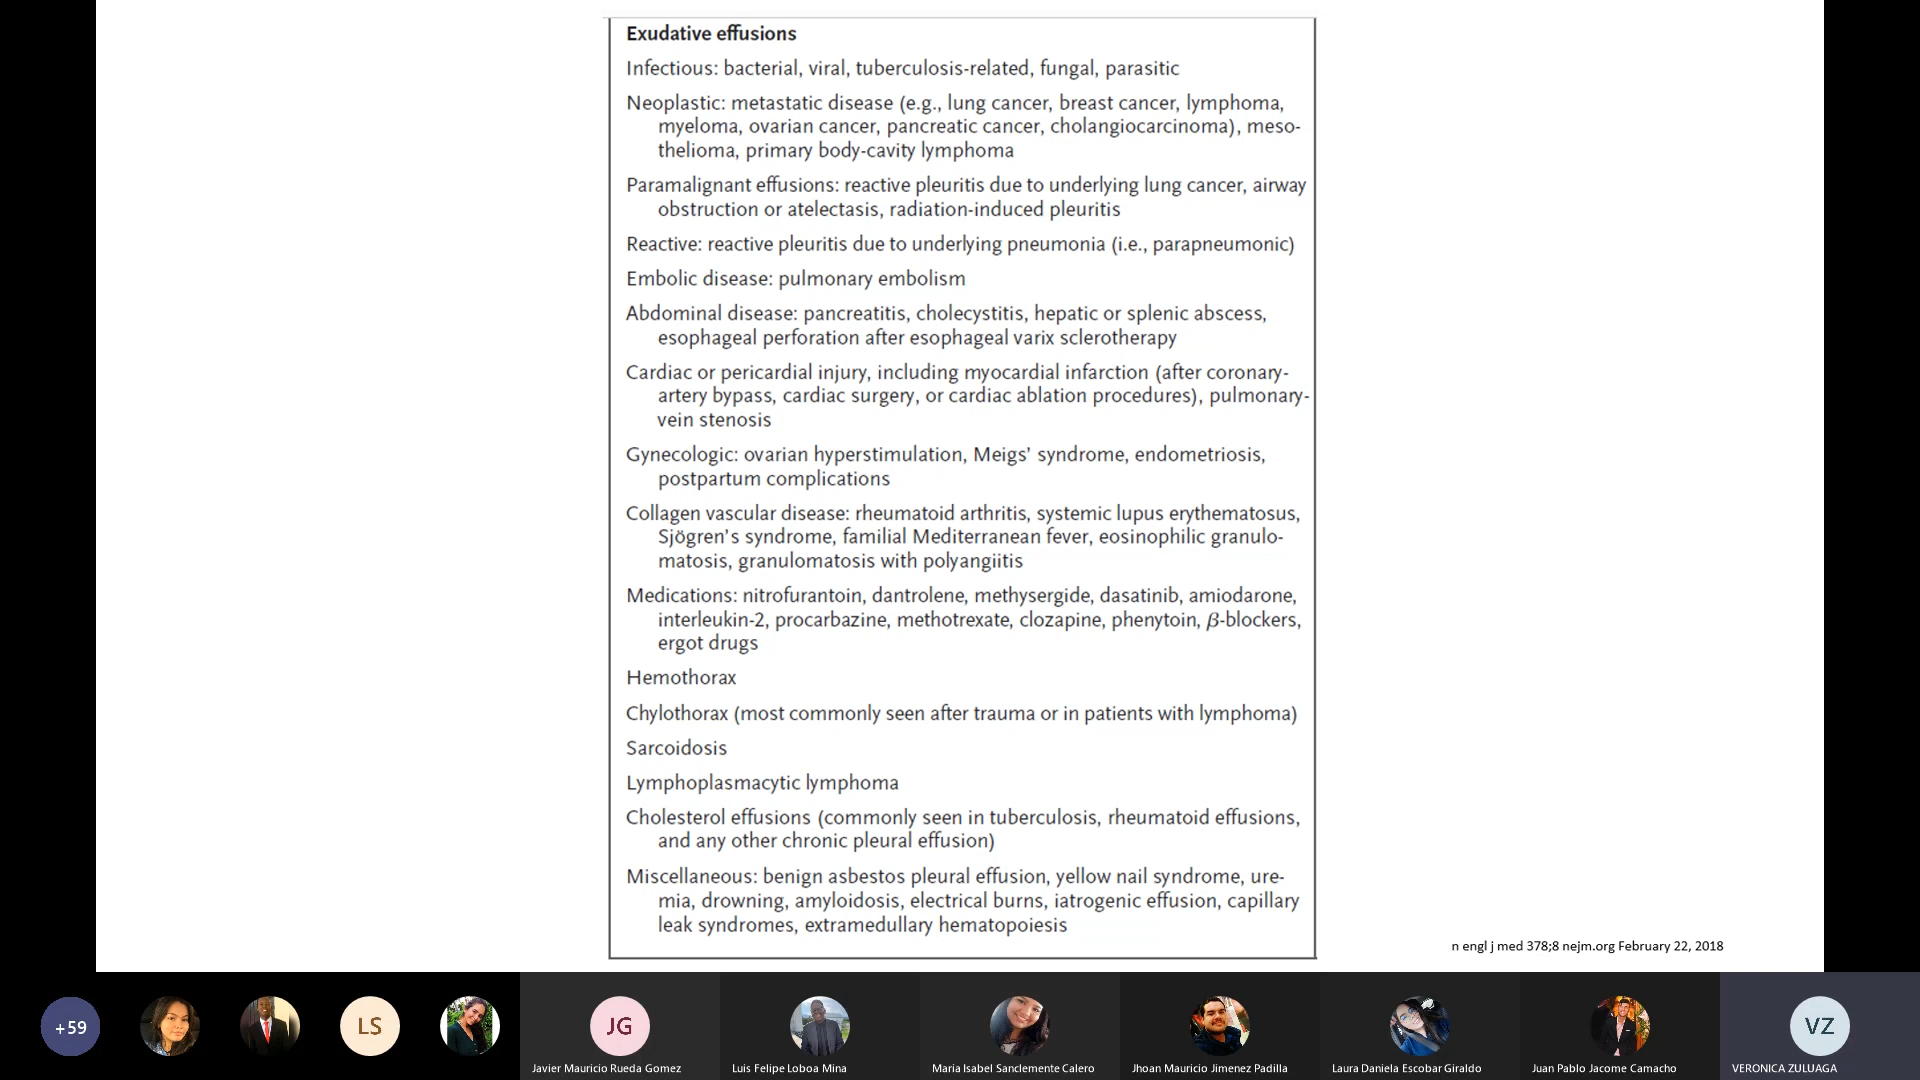 Exudative effusions
Infectious: bacterial, viral, tuberculosis-related, fungal, parasitic
Neoplastic: metastatic disease (e.g., lung cancer, breast cancer, lymphoma,
myeloma, ovarian cancer, pancreatic cancer, cholangiocarcinoma), meso-
thelioma, primary body-cavity lymphoma
Paramalignant effusions: reactive pleuritis due to underlying lung cancer, airway
obstruction or atelectasis, radiation-induced pleuritis
Reactive: reactive pleuritis due to underlying pneumonia (i.e., parapneumonic)
Embolic disease: pulmonary embolism
Abdominal disease: pancreatitis, cholecystitis, hepatic or splenic abscess,
esophageal perforation after esophageal varix sclerotherapy
Cardiac or pericardial injury, including myocardial infarction (after coronary-
artery bypass, cardiac surgery, or cardiac ablation procedures), pulmonary-
vein stenosis
Gynecologic: ovarian hyperstimulation, Meigs' syndrome, endometriosis,
postpartum complications
Collagen vascular disease: rheumatoid arthritis, systemic lupus erythematosus,
Sjögren's syndrome, familial Mediterranean fever, eosinophilic granulo-
matosis, granulomatosis with polyangiitis
Medications: nitrofurantoin, dantrolene, methysergide, dasatinib, amiodarone,
interleukin-2, procarbazine, methotrexate, clozapine, phenytoin, β-blockers,
ergot drugs
Hemothorax
Chylothorax (most commonly seen after trauma or in patients with lymphoma)
Sarcoidosis
Lymphoplasmacytic lymphoma
Cholesterol effusions (commonly seen in tuberculosis, rheumatoid effusions,
and any other chronic pleural effusion)
Miscellaneous: benign asbestos pleural effusion, yellow nail syndrome, ure-
mia, drowning, amyloidosis, electrical burns, iatrogenic effusion, capillary
leak syndromes, extramedullary hematopoiesis
n engl j med 378;8 nejm.org February 22, 2018
+59
LS
JG
VZ
Javier Mauricio Rueda Gomez
Luis Felipe Loboa Mina
Maria Isabel Sanclemente Calero
Jhoan Mauricio Jimenez Padilla
Laura Daniela Escobar Giraldo
Juan Pablo Jacome Camacho
VERONICA ZULUAGA